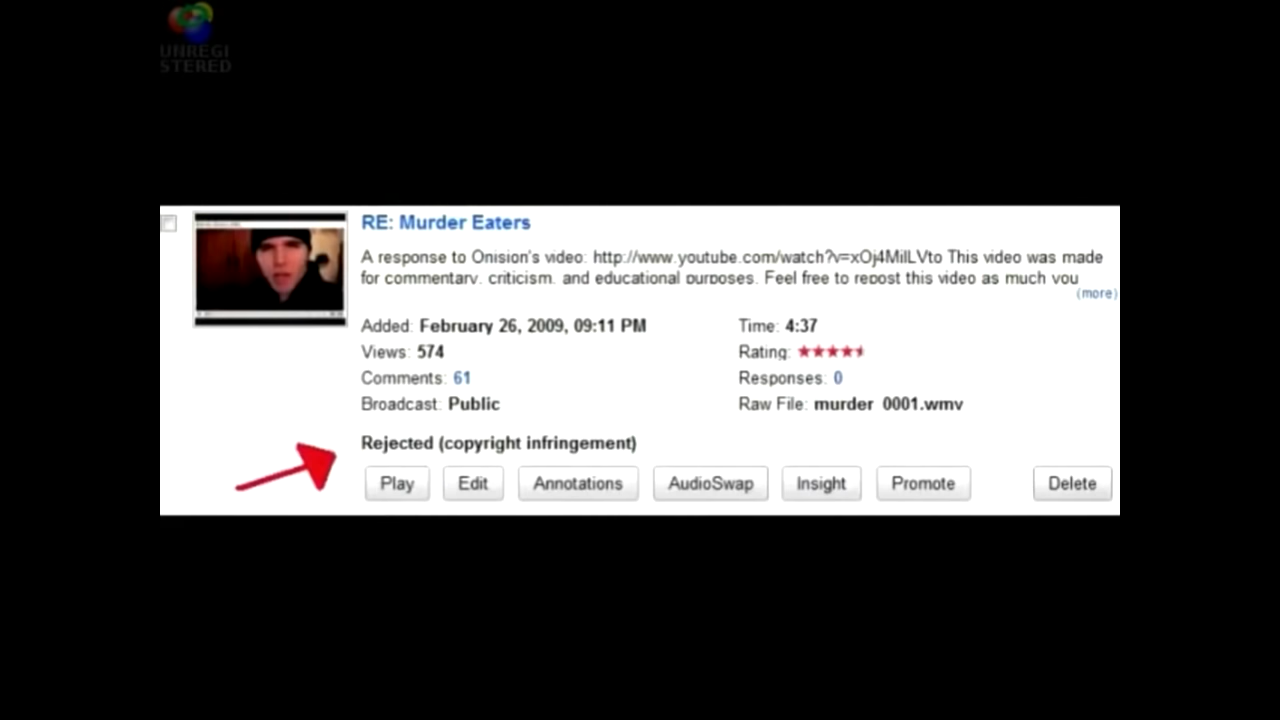 UNREGI
STERED
RE: Murder Eaters
A response to Onision's video: http://www.youtube.com/watch?v=xOj4MilLVto This video was made
for commentary, criticism, and educational purposes. Feel free to repost this video as much you
(more)
Added: February 26, 2009, 09:11 PM
Time: 4:37
Views: 574
Rating:
Comments: 61
Responses: 0
Broadcast: Public
Raw File: murder 0001.wmv
Rejected (copyright infringement)
Play Edit Annotations AudioSwap Insight Promote Delete